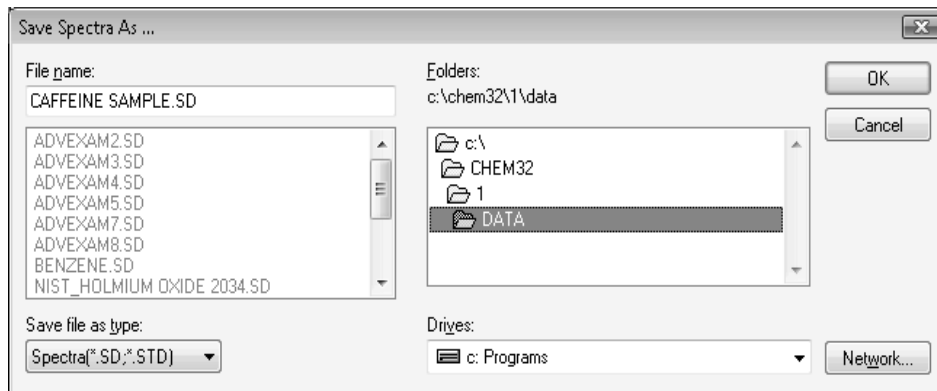 Save Spectra As ...
File name:
CAFFEINE SAMPLE.SD
ADVEXAM2.SD
ADVEXAM3.SD
ADVEXAM4.SD
ADVEXAM5.SD
ADVEXAM7.SD
ADVEXAM8.SD
BENZENE.SD
NIST_HOLMIUM OXIDE 2034.SD
Save file as type:
Spectra(*.SD;*.STD)
Folders:
c:\chem32\1\data
c:\
CHEM32
1
DATA
Drives:
c: Programs
OK
Cancel
Network...